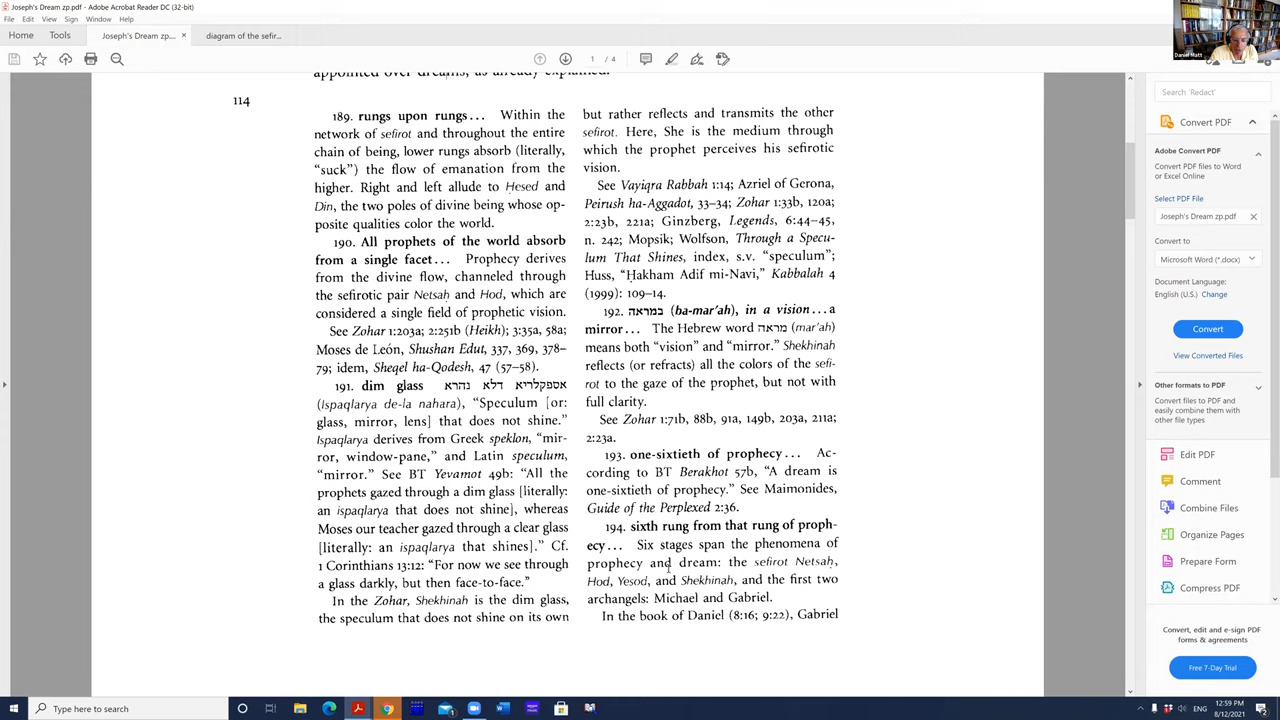 Joseph's Dream zp.pdf - Adobe Acrobat Reader DC (32-bit)
File Edit View Sign Window Help
Home Tools Joseph's Dream zp.... × diagram of the sefir...
1 / 4
Daniel Matt
appointed over dreams, as already explained.
114
189. rungs upon rungs... Within the
network of sefirot and throughout the entire
chain of being, lower rungs absorb (literally,
“suck”) the flow of emanation from the
higher. Right and left allude to Ḥesed and
Din, the two poles of divine being whose op-
posite qualities color the world.
190. All prophets of the world absorb
from a single facet... Prophecy derives
from the divine flow, channeled through
the sefirotic pair Netsaḥ and Hod, which are
considered a single field of prophetic vision.
See Zohar 1:203a; 2:251b (Heikh); 3:35a, 58a;
Moses de León, Shushan Edut, 337, 369, 378–
79; idem, Sheqel ha-Qodesh, 47 (57–58).
191. dim glass אספקלריא דלא נהרא
(Ispaqlarya de-la nahara), “Speculum [or:
glass, mirror, lens] that does not shine.”
Ispaqlarya derives from Greek speklon, “mir-
ror, window-pane,” and Latin speculum,
“mirror.” See BT Yevamot 49b: “All the
prophets gazed through a dim glass [literally:
an ispaqlarya that does not shine], whereas
Moses our teacher gazed through a clear glass
[literally: an ispaqlarya that shines].” Cf.
1 Corinthians 13:12: “For now we see through
a glass darkly, but then face-to-face.”
In the Zohar, Shekhinah is the dim glass,
the speculum that does not shine on its own
but rather reflects and transmits the other
sefirot. Here, She is the medium through
which the prophet perceives his sefirotic
vision.
See Vayiqra Rabbah 1:14; Azriel of Gerona,
Peirush ha-Aggadot, 33–34; Zohar 1:33b, 120a;
2:23b, 221a; Ginzberg, Legends, 6:44–45,
n. 242; Mopsik; Wolfson, Through a Specu-
lum That Shines, index, s.v. “speculum”;
Huss, “Ḥakham Adif mi-Navi,” Kabbalah 4
(1999): 109–14.
192. במראה (ba-mar'ah), in a vision...a
mirror... The Hebrew word מראה (mar'ah)
means both “vision” and “mirror.” Shekhinah
reflects (or refracts) all the colors of the sefi-
rot to the gaze of the prophet, but not with
full clarity.
See Zohar 1:71b, 88b, 91a, 149b, 203a, 211a;
2:23a.
193. one-sixtieth of prophecy... Ac-
cording to BT Berakhot 57b, “A dream is
one-sixtieth of prophecy.” See Maimonides,
Guide of the Perplexed 2:36.
194. sixth rung from that rung of proph-
ecy... Six stages span the phenomena of
prophecy and dream: the sefirot Netsaḥ,
Hod, Yesod, and Shekhinah, and the first two
archangels: Michael and Gabriel.
In the book of Daniel (8:16; 9:22), Gabriel
Search 'Redact'
Convert PDF
Adobe Convert PDF
Convert PDF files to Word
or Excel Online
Select PDF File
Joseph's Dream zp.pdf ×
Convert to
Microsoft Word (*.docx)
Document Language:
English (U.S.) Change
Convert
View Converted Files
Other formats to PDF
Convert files to PDF and
easily combine them with
other file types
Edit PDF
Comment
Combine Files
Organize Pages
Prepare Form
Compress PDF
Convert, edit and e-sign PDF
forms & agreements
Free 7-Day Trial
Type here to search
ENG
12:59 PM
8/12/2021
2